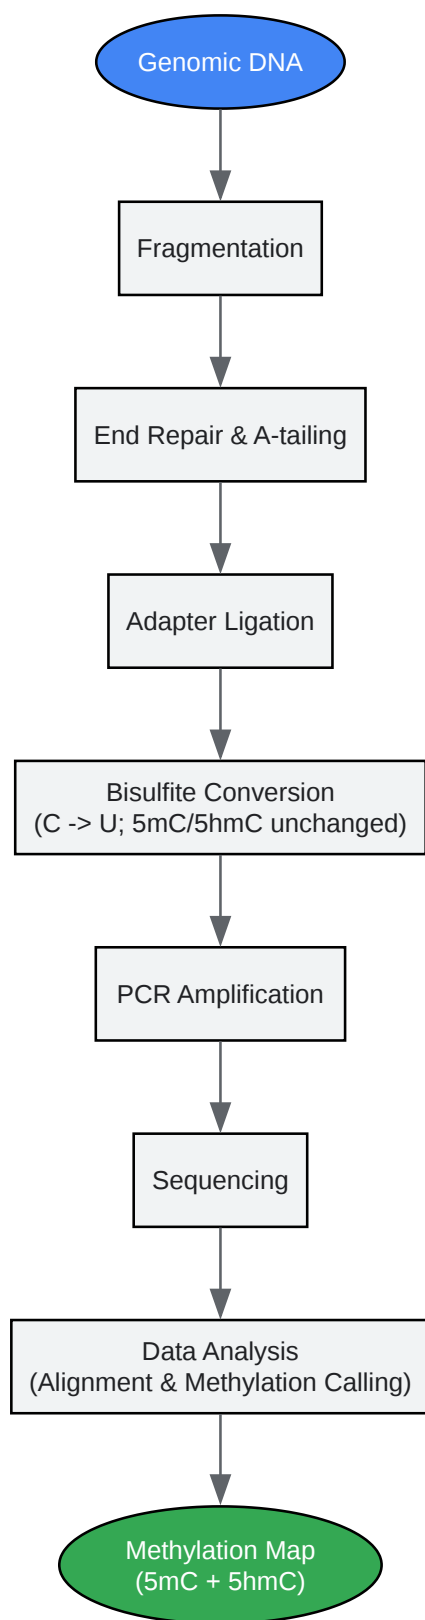 Genomic DNA
Fragmentation
End Repair & A-tailing
Adapter Ligation
Bisulfite Conversion
(C -> U; 5mC/5hmC unchanged)
PCR Amplification
Sequencing
Data Analysis
(Alignment & Methylation Calling)
Methylation Map
(5mC + 5hmC)